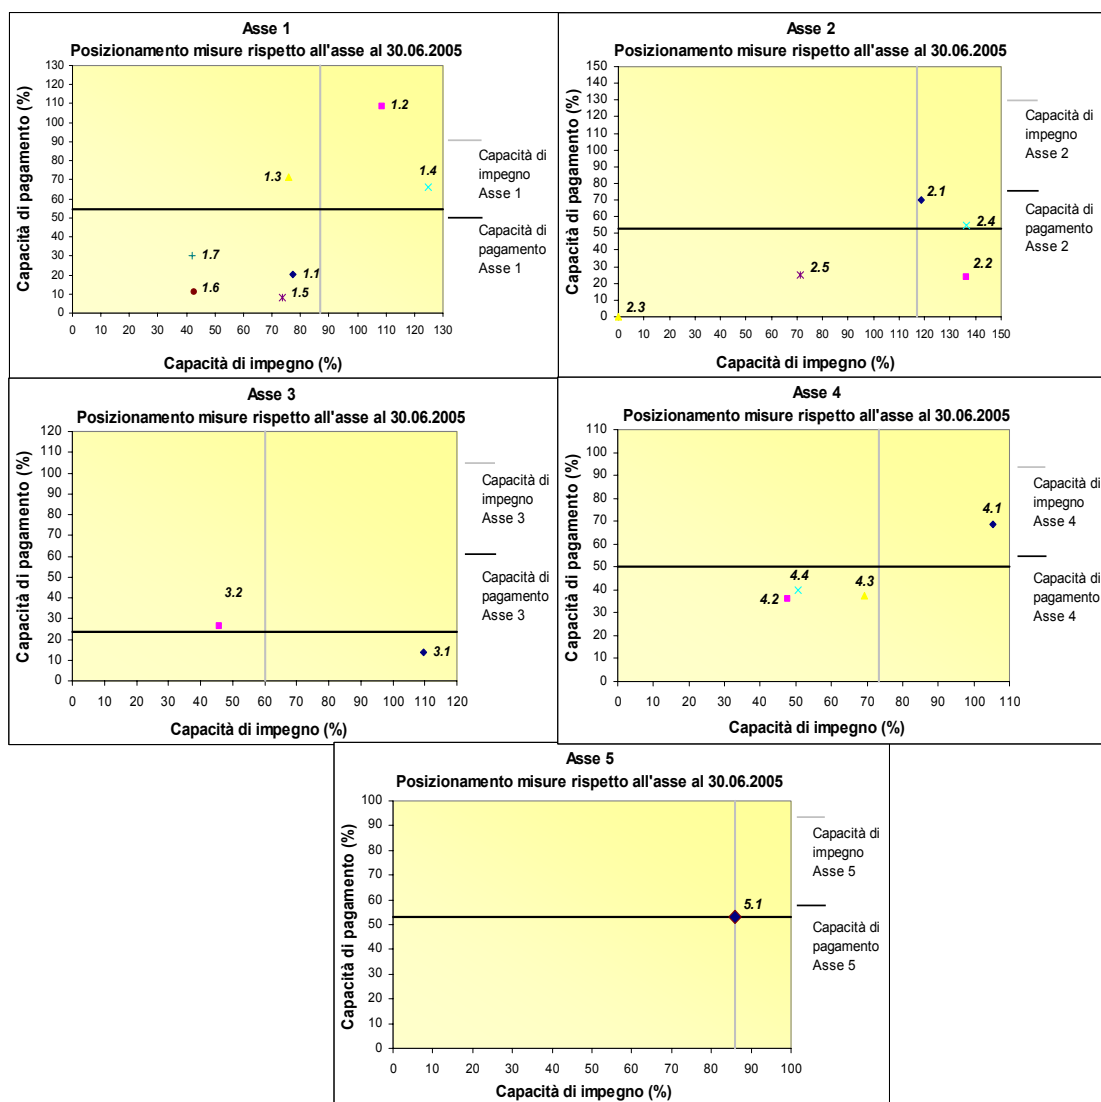 Asse 1
Posizionamento misure rispetto all'asse al 30.06.2005
Capacità di pagamento (%)
130
120
110
100
90
80
70
60
50
40
30
20
10
0
1.2
1.3
1.4
1.7
1.6
1.1
1.5
0 10 20 30 40 50 60 70 80 90 100 110 120 130
Capacità di impegno (%)
Capacità di
impegno
Asse 1
Capacità di
pagamento
Asse 1
Asse 2
Posizionamento misure rispetto all'asse al 30.06.2005
Capacità di pagamento (%)
150
140
130
120
110
100
90
80
70
60
50
40
30
20
10
0
2.1
2.4
2.5
2.2
2.3
0 10 20 30 40 50 60 70 80 90 100 110 120 130 140 150
Capacità di impegno (%)
Capacità di
impegno
Asse 2
Capacità di
pagamento
Asse 2
Asse 3
Posizionamento misure rispetto all'asse al 30.06.2005
Capacità di pagamento (%)
120
110
100
90
80
70
60
50
40
30
20
10
0
3.2
3.1
0 10 20 30 40 50 60 70 80 90 100 110 120
Capacità di impegno (%)
Capacità di
impegno
Asse 3
Capacità di
pagamento
Asse 3
Asse 4
Posizionamento misure rispetto all'asse al 30.06.2005
Capacità di pagamento (%)
110
100
90
80
70
60
50
40
30
20
10
0
4.1
4.4
4.3
4.2
0 10 20 30 40 50 60 70 80 90 100 110
Capacità di impegno (%)
Capacità di
impegno
Asse 4
Capacità di
pagamento
Asse 4
Asse 5
Posizionamento misure rispetto all'asse al 30.06.2005
Capacità di pagamento (%)
100
90
80
70
60
50
40
30
20
10
0
5.1
0 10 20 30 40 50 60 70 80 90 100
Capacità di impegno (%)
Capacità di
impegno
Asse 5
Capacità di
pagamento
Asse 5